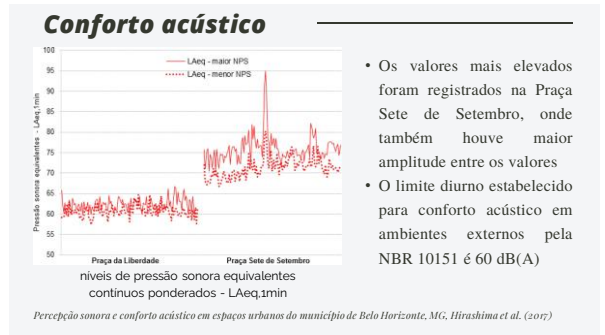 Conforto acústico
100
95
90
85
80
75
70
65
60
55
50
Pressão sonora equivalentes - LAeq,1min
LAeq - maior NPS
LAeq - menor NPS
Praça da Liberdade
Praça Sete de Setembro
níveis de pressão sonora equivalentes
contínuos ponderados - LAeq,1min
• Os valores mais elevados
foram registrados na Praça
Sete de Setembro, onde
também houve maior
amplitude entre os valores
• O limite diurno estabelecido
para conforto acústico em
ambientes externos pela
NBR 10151 é 60 dB(A)
Percepção sonora e conforto acústico em espaços urbanos do município de Belo Horizonte, MG, Hirashima et al. (2017)